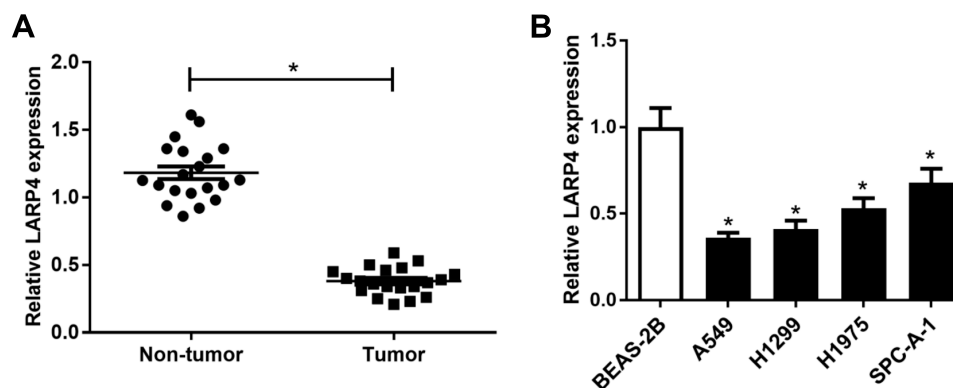 A
Relative LARP4 expression
2.0
1.5
1.0
0.5
0.0
*
Non-tumor
Tumor
B
Relative LARP4 expression
1.5
1.0
0.5
0.0
*
*
*
*
BEAS-2B
A549
H1299
H1975
SPC-A-1